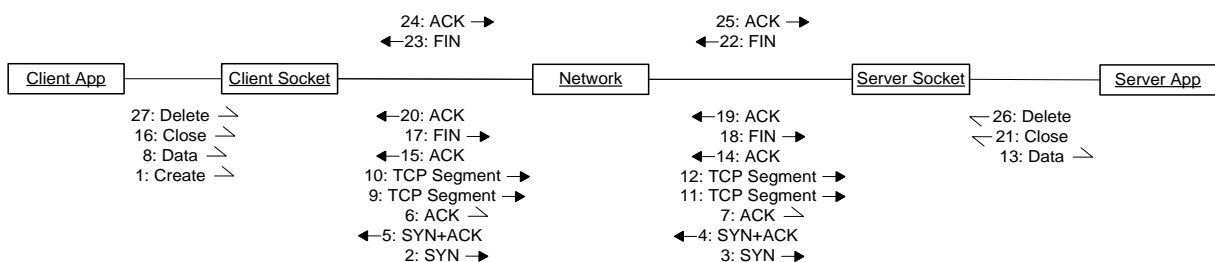 24: ACK
25: ACK
23: FIN
22: FIN
Client App
Client Socket
Network
Server Socket
Server App
27: Delete
16: Close
8: Data
1: Create
20: ACK
17: FIN
15: ACK
10: TCP Segment
9: TCP Segment
6: ACK
5: SYN+ACK
2: SYN
19: ACK
18: FIN
14: ACK
12: TCP Segment
11: TCP Segment
7: ACK
4: SYN+ACK
3: SYN
26: Delete
21: Close
13: Data